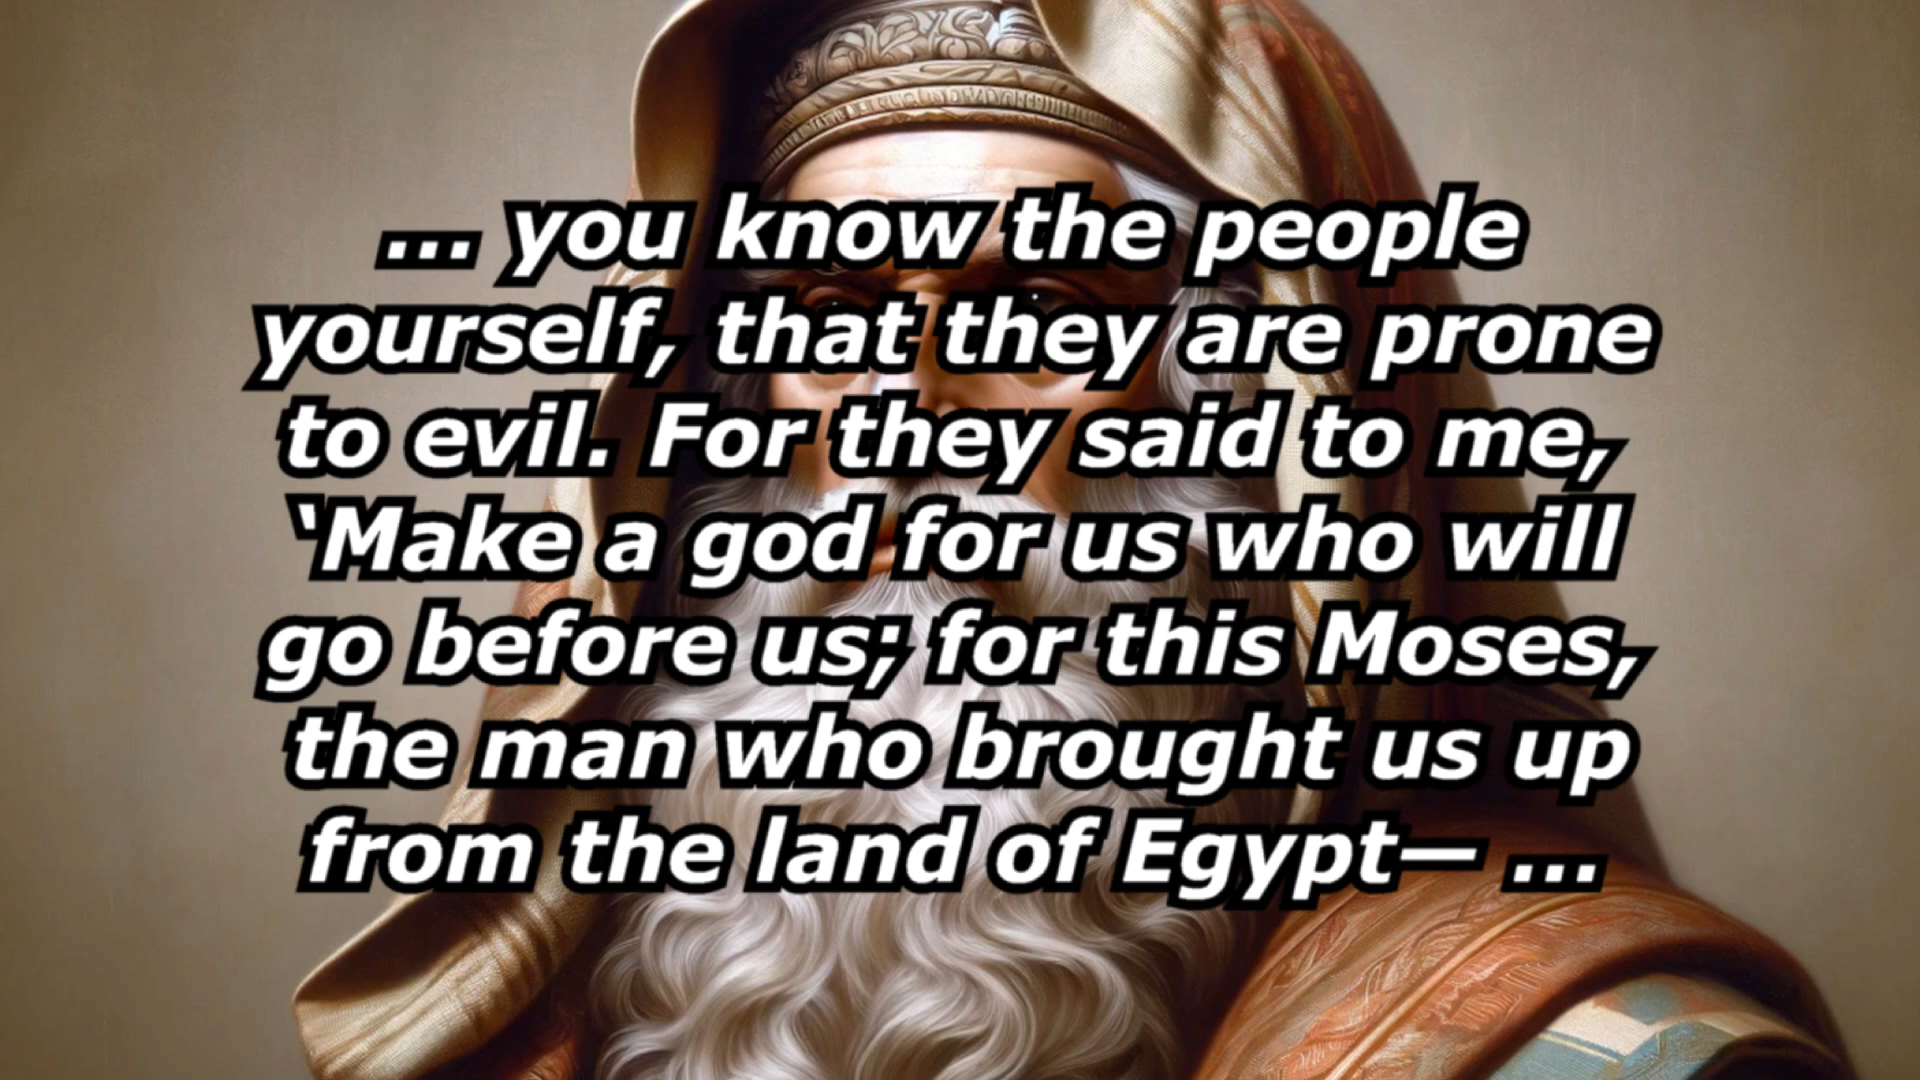 ... you know the people
yourself, that they are prone
to evil. For they said to me,
‛Make a god for us who will
go before us; for this Moses,
the man who brought us up
from the land of Egypt— ...